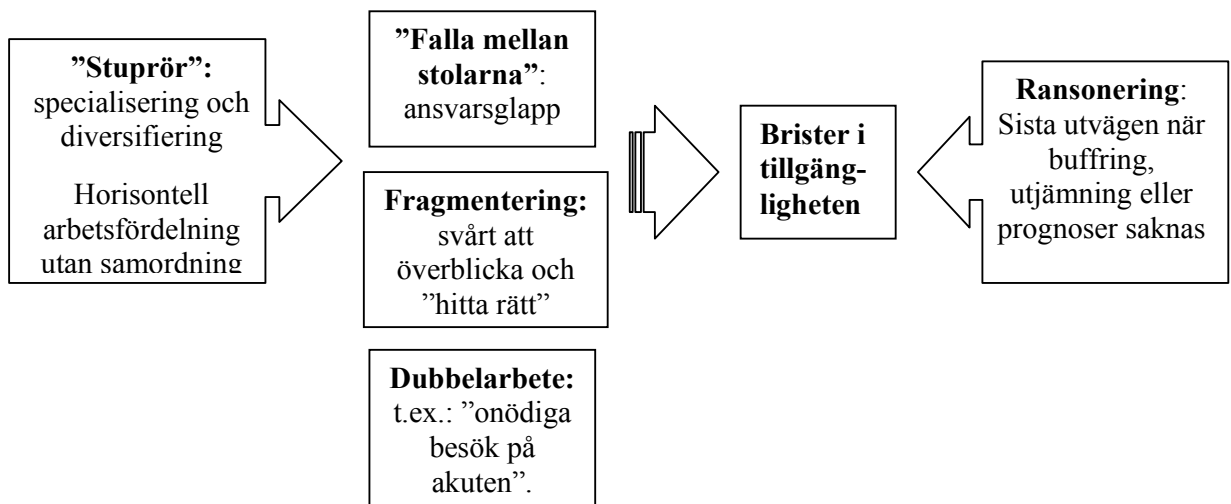 ”Stuprör”:
specialisering och
diversifiering
Horisontell
arbetsfördelning
utan samordning
”Falla mellan
stolarna”:
ansvarsglapp
Fragmentering:
svårt att
överblicka och
”hitta rätt”
Dubbelarbete:
t.ex.: ”onödiga
besök på
akuten”.
Brister i
tillgäng-
ligheten
Ransonering:
Sista utvägen när
buffring,
utjämning eller
prognoser saknas